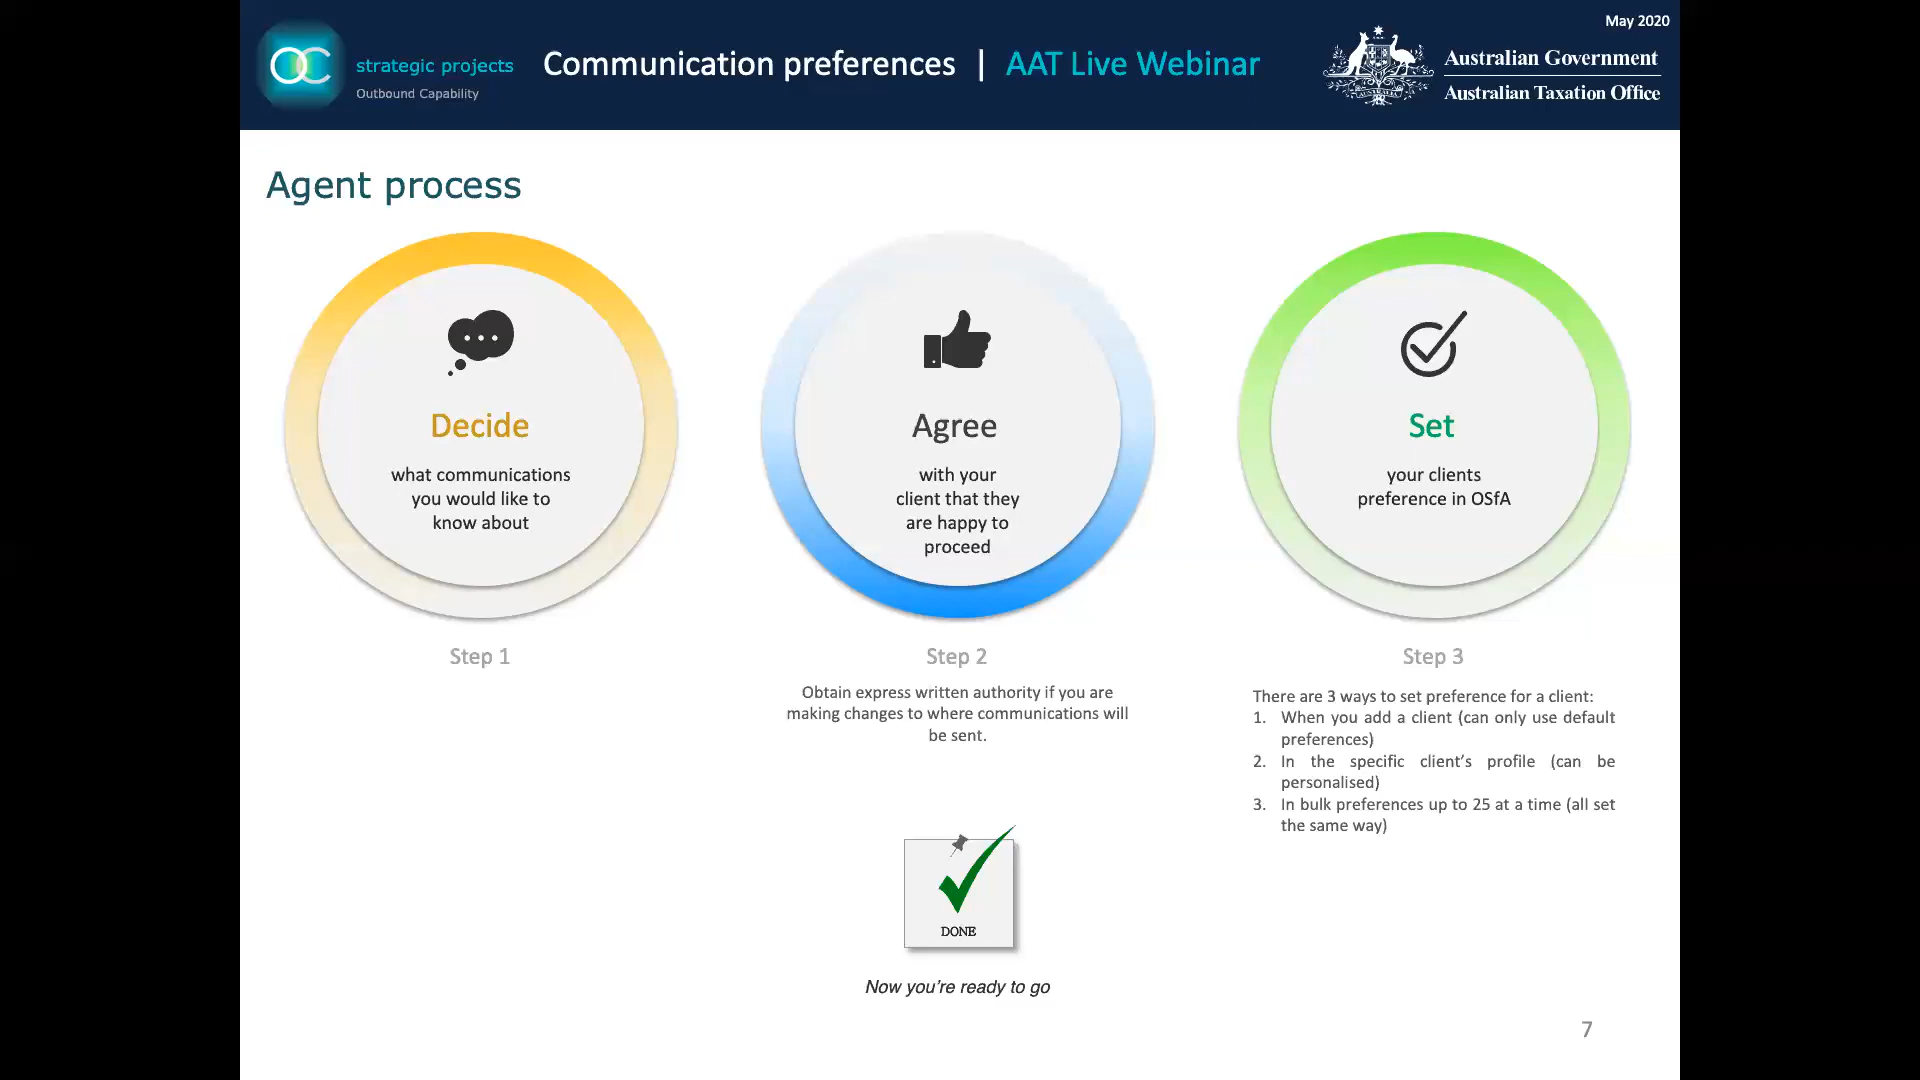 May 2020
OC
strategic projects
Outbound Capability
Communication preferences | AAT Live Webinar
Australian Government
Australian Taxation Office
Agent process
Decide
what communications
you would like to
know about
Step 1
Agree
with your
client that they
are happy to
proceed
Step 2
Obtain express written authority if you are
making changes to where communications will
be sent.
Set
your clients
preference in OSfA
Step 3
There are 3 ways to set preference for a client:
1. When you add a client (can only use default
preferences)
2. In the specific client’s profile (can be
personalised)
3. In bulk preferences up to 25 at a time (all set
the same way)
DONE
Now you’re ready to go
7